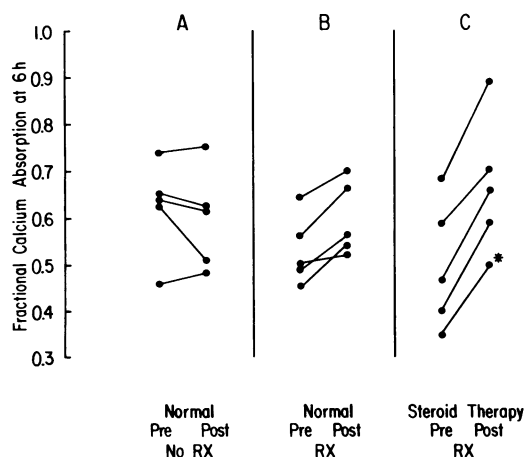 A B C
1.0
0.9
0.8
0.7
0.6
0.5
0.4
0.3
Fractional Calcium Absorption at 6h
*
Normal Normal Steroid Therapy
Pre Post Pre Post Pre Post
No RX RX RX